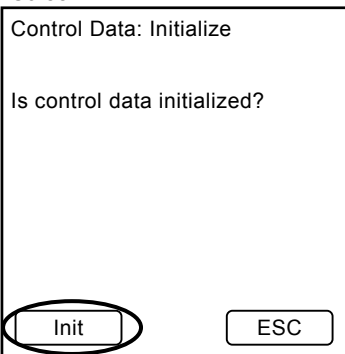 Control Data: Initialize
Is control data initialized?
Init ESC